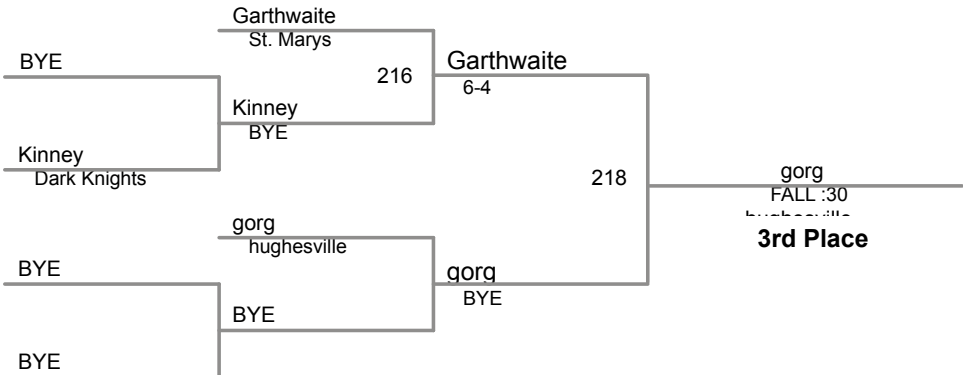 Garthwaite
St. Marys
BYE
216
Garthwaite
6-4
Kinney
BYE
Kinney
Dark Knights
218
gorg
FALL :30
hughesville
3rd Place
gorg
hughesville
BYE
gorg
BYE
BYE
BYE